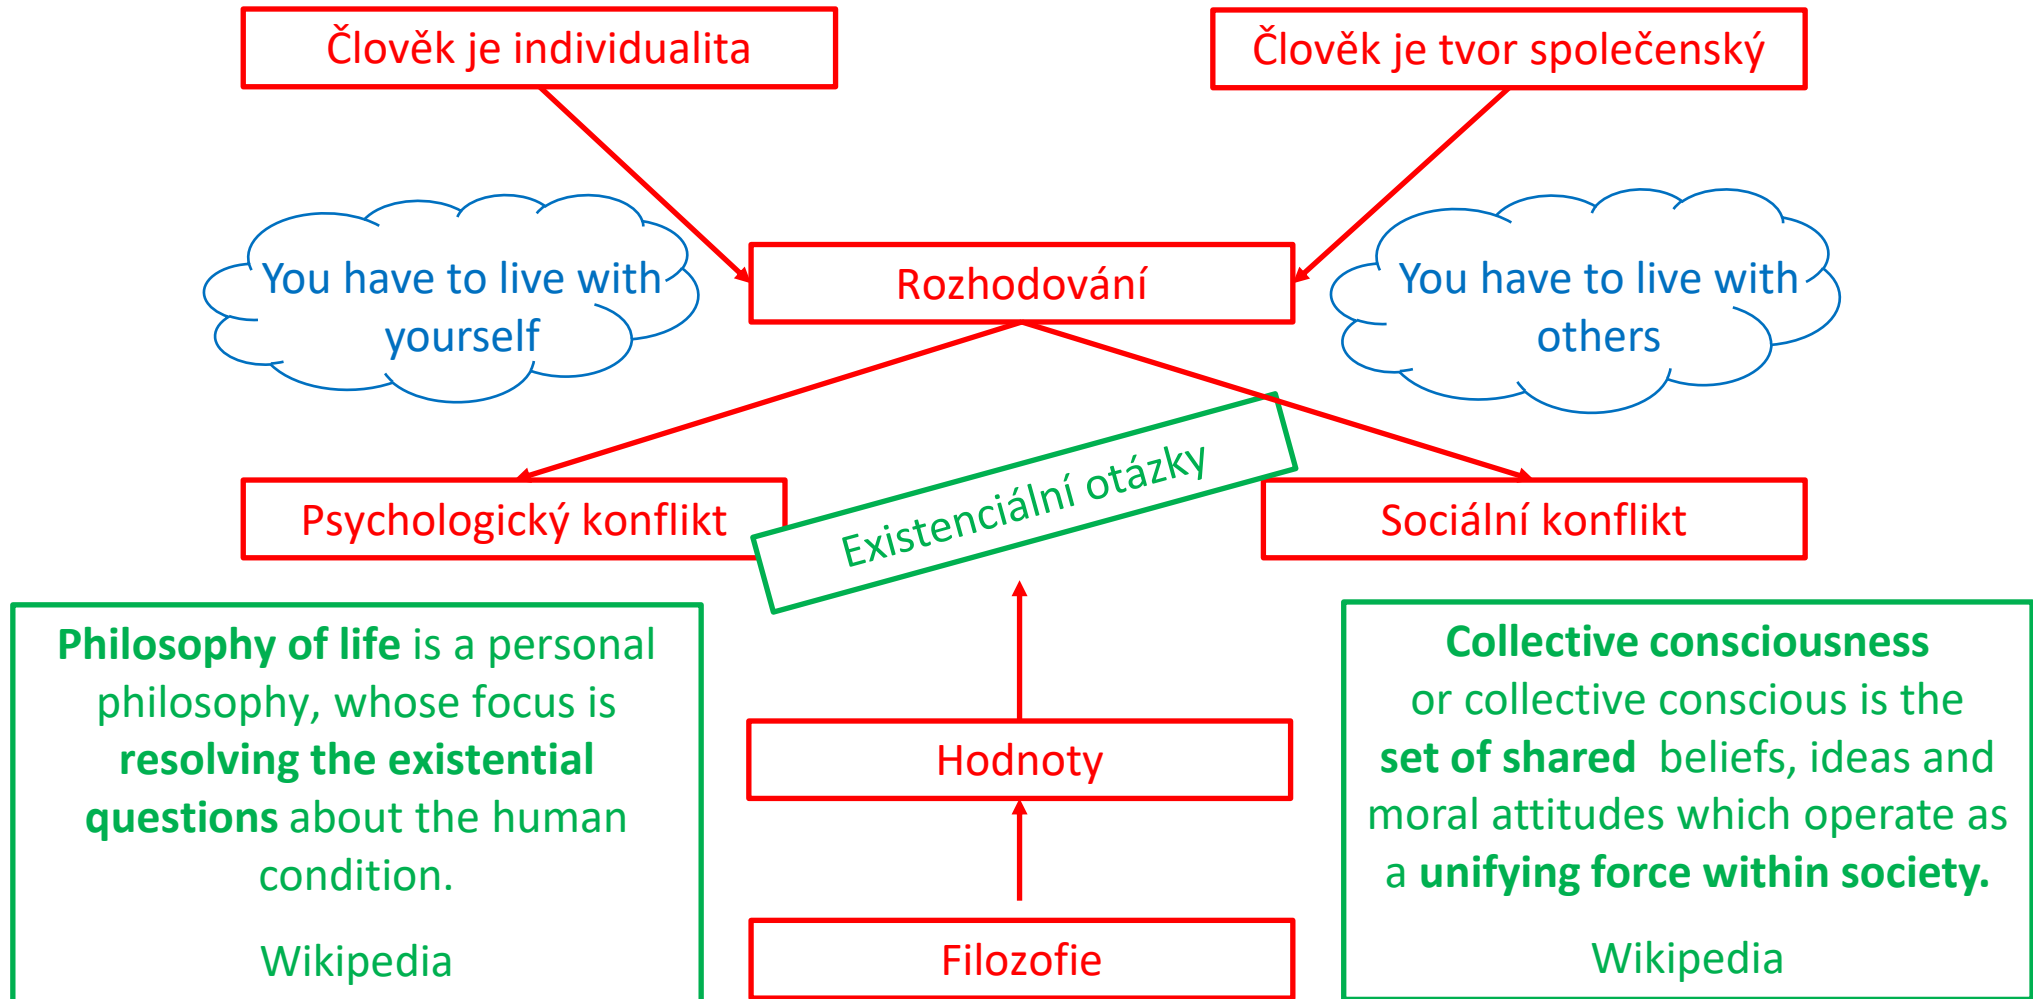 Člověk je individualita
Člověk je tvor společenský
You have to live with
yourself
Rozhodování
You have to live with
others
Existenciální otázky
Psychologický konflikt
Sociální konflikt
Philosophy of life is a personal
philosophy, whose focus is
resolving the existential
questions about the human
condition.
Wikipedia
Hodnoty
Filozofie
Collective consciousness
or collective conscious is the
set of shared beliefs, ideas and
moral attitudes which operate as
a unifying force within society.
Wikipedia